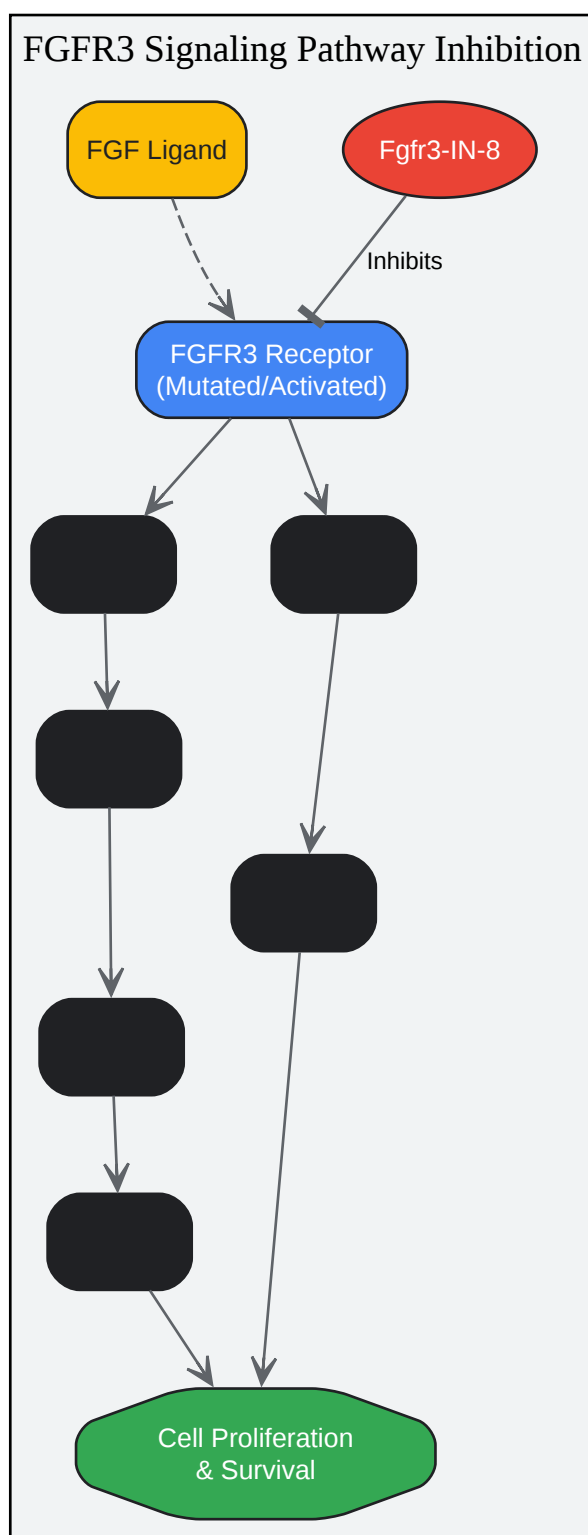 FGFR3 Signaling Pathway Inhibition
FGF Ligand
Fgfr3-IN-8
Inhibits
FGFR3 Receptor
(Mutated/Activated)
Cell Proliferation
& Survival